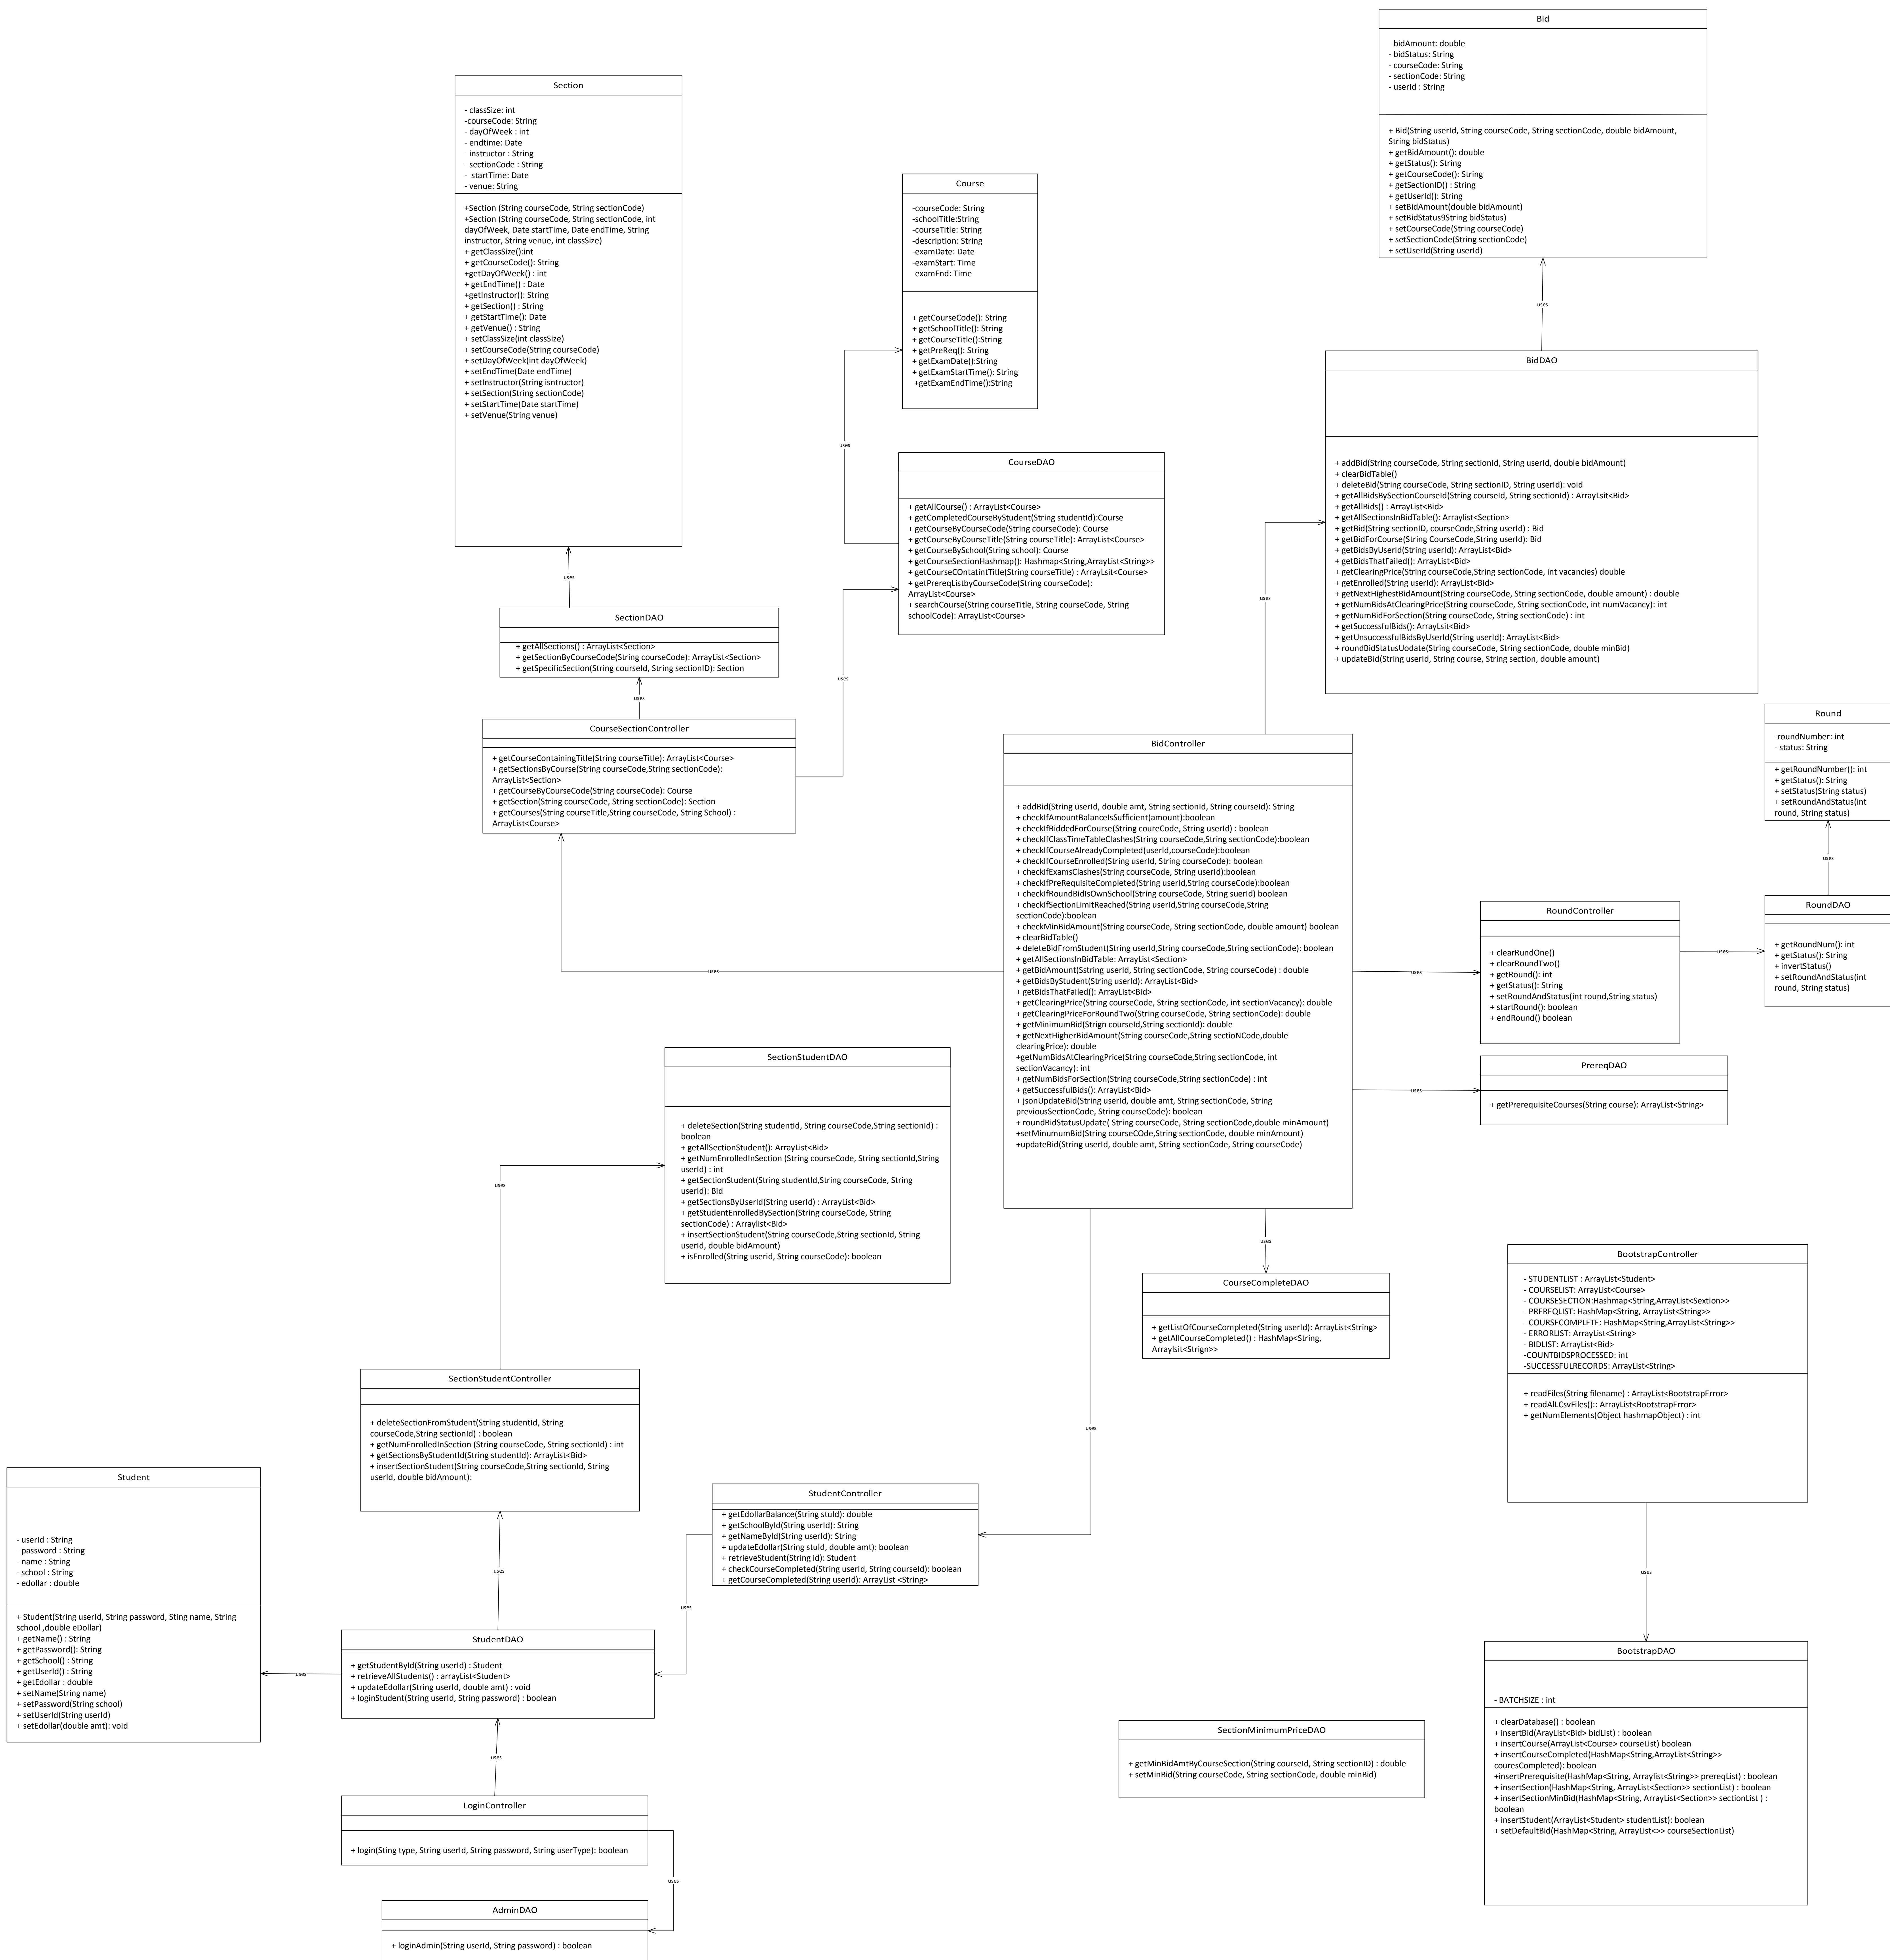 Bid
- bidAmount: double
- bidStatus: String
- courseCode: String
- sectionCode: String
- userId : String
+ Bid(String userId, String courseCode, String sectionCode, double bidAmount,
String bidStatus)
+ getBidAmount(): double
+ getStatus(): String
+ getCourseCode(): String
+ getSectionID() : String
+ getUserId(): String
+ setBidAmount(double bidAmount)
+ setBidStatus9String bidStatus)
+ setCourseCode(String courseCode)
+ setSectionCode(String sectionCode)
+ setUserId(String userId)
uses
Section
- classSize: int
-courseCode: String
- dayOfWeek : int
- endtime: Date
- instructor : String
- sectionCode : String
-  startTime: Date
- venue: String
+Section (String courseCode, String sectionCode)
+Section (String courseCode, String sectionCode, int
dayOfWeek, Date startTime, Date endTime, String
instructor, String venue, int classSize)
+ getClassSize():int
+ getCourseCode(): String
+getDayOfWeek() : int
+ getEndTime() : Date
+getInstructor(): String
+ getSection() : String
+ getStartTime(): Date
+ getVenue() : String
+ setClassSize(int classSize)
+ setCourseCode(String courseCode)
+ setDayOfWeek(int dayOfWeek)
+ setEndTime(Date endTime)
+ setInstructor(String isntructor)
+ setSection(String sectionCode)
+ setStartTime(Date startTime)
+ setVenue(String venue)
uses
Course
-courseCode: String
-schoolTitle:String
-courseTitle: String
-description: String
-examDate: Date
-examStart: Time
-examEnd: Time
+ getCourseCode(): String
+ getSchoolTitle(): String
+ getCourseTitle():String
+ getPreReq(): String
+ getExamDate():String
+ getExamStartTime(): String
+getExamEndTime():String
uses
BidDAO
+ addBid(String courseCode, String sectionId, String userId, double bidAmount)
+ clearBidTable()
+ deleteBid(String courseCode, String sectionID, String userId): void
+ getAllBidsBySectionCourseId(String courseId, String sectionId) : ArrayLsit<Bid>
+ getAllBids() : ArrayList<Bid>
+ getAllSectionsInBidTable(): Arraylist<Section>
+ getBid(String sectionID, courseCode,String userId) : Bid
+ getBidForCourse(String CourseCode,String userId): Bid
+ getBidsByUserId(String userId): ArrayList<Bid>
+ getBidsThatFailed(): ArrayList<Bid>
+ getClearingPrice(String courseCode,String sectionCode, int vacancies) double
+ getEnrolled(String userId): ArrayList<Bid>
+ getNextHighestBidAmount(String courseCode, String sectionCode, double amount) : double
+ getNumBidsAtClearingPrice(String courseCode, String sectionCode, int numVacancy): int
+ getNumBidForSection(String courseCode, String sectionCode) : int
+ getSuccessfulBids(): ArrayLsit<Bid>
+ getUnsuccessfulBidsByUserId(String userId): ArrayList<Bid>
+ roundBidStatusUodate(String courseCode, String sectionCode, double minBid)
+ updateBid(String userId, String course, String section, double amount)
uses
CourseDAO
+ getAllCourse() : ArrayList<Course>
+ getCompletedCourseByStudent(String studentId):Course
+ getCourseByCourseCode(String courseCode): Course
+ getCourseByCourseTitle(String courseTitle): ArrayList<Course>
+ getCourseBySchool(String school): Course
+ getCourseSectionHashmap(): Hashmap<String,ArrayList<String>>
+ getCourseCOntatintTitle(String courseTitle) : ArrayLsit<Course>
+ getPrereqListbyCourseCode(String courseCode):
ArrayList<Course>
+ searchCourse(String courseTitle, String courseCode, String
schoolCode): ArrayList<Course>
uses
SectionDAO
+ getAllSections() : ArrayList<Section>
+ getSectionByCourseCode(String courseCode): ArrayList<Section>
+ getSpecificSection(String courseId, String sectionID): Section
uses
CourseSectionController
+ getCourseContainingTitle(String courseTitle): ArrayList<Course>
+ getSectionsByCourse(String courseCode,String sectionCode):
ArrayList<Section>
+ getCourseByCourseCode(String courseCode): Course
+ getSection(String courseCode, String sectionCode): Section
+ getCourses(String courseTitle,String courseCode, String School) :
ArrayList<Course>
uses
BidController
+ addBid(String userId, double amt, String sectionId, String courseId): String
+ checkIfAmountBalanceIsSufficient(amount):boolean
+ checkIfBiddedForCourse(String coureCode, String userId) : boolean
+ checkIfClassTimeTableClashes(String courseCode,String sectionCode):boolean
+ checkIfCourseAlreadyCompleted(userId,courseCode):boolean
+ checkIfCourseEnrolled(String userId, String courseCode): boolean
+ checkIfExamsClashes(String courseCode, String userId):boolean
+ checkIfPreRequisiteCompleted(String userId,String courseCode):boolean
+ checkIfRoundBidIsOwnSchool(String courseCode, String suerId) boolean
+ checkIfSectionLimitReached(String userId,String courseCode,String
sectionCode):boolean
+ checkMinBidAmount(String courseCode, String sectionCode, double amount) boolean
+ clearBidTable()
+ deleteBidFromStudent(String userId,String courseCode,String sectionCode): boolean
+ getAllSectionsInBidTable: ArrayList<Section>
+ getBidAmount(Sstring userId, String sectionCode, String courseCode) : double
+ getBidsByStudent(String userId): ArrayList<Bid>
+ getBidsThatFailed(): ArrayList<Bid>
+ getClearingPrice(String courseCode, String sectionCode, int sectionVacancy): double
+ getClearingPriceForRoundTwo(String courseCode, String sectionCode): double
+ getMinimumBid(Strign courseId,String sectionId): double
+ getNextHigherBidAmount(String courseCode,String sectioNCode,double
clearingPrice): double
+getNumBidsAtClearingPrice(String courseCode,String sectionCode, int
sectionVacancy): int
+ getNumBidsForSection(String courseCode,String sectionCode) : int
+ getSuccessfulBids(): ArrayList<Bid>
+ jsonUpdateBid(String userId, double amt, String sectionCode, String
previousSectionCode, String courseCode): boolean
+ roundBidStatusUpdate( String courseCode, String sectionCode,double minAmount)
+setMinumumBid(String courseCOde,String sectionCode, double minAmount)
+updateBid(String userId, double amt, String sectionCode, String courseCode)
uses
uses
uses
uses
Round
-roundNumber: int
- status: String
+ getRoundNumber(): int
+ getStatus(): String
+ setStatus(String status)
+ setRoundAndStatus(int
round, String status)
uses
RoundController
+ clearRundOne()
+ clearRoundTwo()
+ getRound(): int
+ getStatus(): String
+ setRoundAndStatus(int round,String status)
+ startRound(): boolean
+ endRound() boolean
uses
RoundDAO
+ getRoundNum(): int
+ getStatus(): String
+ invertStatus()
+ setRoundAndStatus(int
round, String status)
PrereqDAO
+ getPrerequisiteCourses(String course): ArrayList<String>
SectionStudentDAO
+ deleteSection(String studentId, String courseCode,String sectionId) :
boolean
+ getAllSectionStudent(): ArrayList<Bid>
+ getNumEnrolledInSection (String courseCode, String sectionId,String
userId) : int
+ getSectionStudent(String studentId,String courseCode, String
userId): Bid
+ getSectionsByUserId(String userId) : ArrayList<Bid>
+ getStudentEnrolledBySection(String courseCode, String
sectionCode) : Arraylist<Bid>
+ insertSectionStudent(String courseCode,String sectionId, String
userId, double bidAmount)
+ isEnrolled(String userid, String courseCode): boolean
uses
CourseCompleteDAO
+ getListOfCourseCompleted(String userId): ArrayList<String>
+ getAllCourseCompleted() : HashMap<String,
Arraylsit<Strign>>
BootstrapController
- STUDENTLIST : ArrayList<Student>
- COURSELIST: ArrayList<Course>
- COURSESECTION:Hashmap<String,ArrayList<Sextion>>
- PREREQLIST: HashMap<String, ArrayList<String>>
- COURSECOMPLETE: HashMap<String,ArrayList<String>>
- ERRORLIST: ArrayList<String>
- BIDLIST: ArrayList<Bid>
-COUNTBIDSPROCESSED: int
-SUCCESSFULRECORDS: ArrayList<String>
+ readFiles(String filename) : ArrayList<BootstrapError>
+ readAlLCsvFiles():: ArrayList<BootstrapError>
+ getNumElements(Object hashmapObject) : int
uses
SectionStudentController
+ deleteSectionFromStudent(String studentId, String
courseCode,String sectionId) : boolean
+ getNumEnrolledInSection (String courseCode, String sectionId) : int
+ getSectionsByStudentId(String studentId): ArrayList<Bid>
+ insertSectionStudent(String courseCode,String sectionId, String
userId, double bidAmount):
uses
Student
- userId : String
- password : String
- name : String
- school : String
- edollar : double
+ Student(String userId, String password, Sting name, String
school ,double eDollar)
+ getName() : String
+ getPassword(): String
+ getSchool() : String
+ getUserId() : String
+ getEdollar : double
+ setName(String name)
+ setPassword(String school)
+ setUserId(String userId)
+ setEdollar(double amt): void
uses
StudentController
+ getEdollarBalance(String stuId): double
+ getSchoolById(String userId): String
+ getNameById(String userId): String
+ updateEdollar(String stuId, double amt): boolean
+ retrieveStudent(String id): Student
+ checkCourseCompleted(String userId, String courseId): boolean
+ getCourseCompleted(String userId): ArrayList <String>
uses
StudentDAO
+ getStudentById(String userId) : Student
+ retrieveAllStudents() : arrayList<Student>
+ updateEdollar(String userId, double amt) : void
+ loginStudent(String userId, String password) : boolean
uses
BootstrapDAO
- BATCHSIZE : int
+ clearDatabase() : boolean
+ insertBid(ArayList<Bid> bidList) : boolean
+ insertCourse(ArrayList<Course> courseList) boolean
+ insertCourseCompleted(HashMap<String,ArrayList<String>>
couresCompleted): boolean
+insertPrerequisite(HashMap<String, Arraylist<String>> prereqList) : boolean
+ insertSection(HashMap<String, ArrayList<Section>> sectionList) : boolean
+ insertSectionMinBid(HashMap<String, ArrayList<Section>> sectionList ) :
boolean
+ insertStudent(ArrayList<Student> studentList): boolean
+ setDefaultBid(HashMap<String, ArrayList<>> courseSectionList)
SectionMinimumPriceDAO
+ getMinBidAmtByCourseSection(String courseId, String sectionID) : double
+ setMinBid(String courseCode, String sectionCode, double minBid)
LoginController
+ login(Sting type, String userId, String password, String userType): boolean
uses
AdminDAO
+ loginAdmin(String userId, String password) : boolean